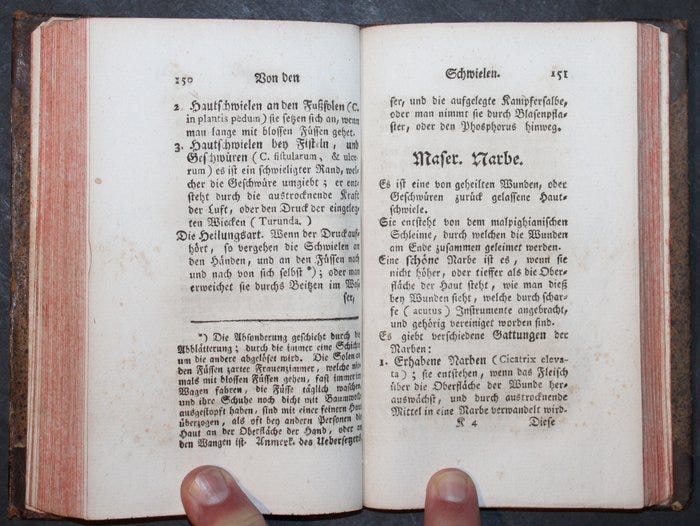 150 Von den
2. Hautschwielen an den Fußsolen (C.
in plantis pedum) sie setzen sich an, wenn
man lange mit blossen Füssen gehet.
3. Hautschwielen bey Fisteln, und
Geschwüren (C. fistularum, & ulce-
rum) es ist ein schwieligter Rand, wel-
cher die Geschwüre umgiebt; er ent-
steht durch die austrocknende Kraft
der Luft, oder den Druck der eingeleg-
ten Wiecken (Turunda.)
Die Heilungsart. Wenn der Druck auf-
hört, so vergehen die Schwielen an
den Händen, und an den Füssen nach
und nach von sich selbst *); oder man
erweichet sie durchs Beitzen im Was-
ser,
*) Die Absönderung geschieht durch die
Abblätterung; durch die immer eine Schicht
um die andere abgelöset wird. Die Solen an
den Füssen zarter Frauenzimmer, welche nie-
mals mit blossen Füssen gehen, fast immer im
Wagen fahren, die Füsse täglich waschen,
und ihre Schuhe noch dicht mit Baumwolle
ausgestopft haben, sind mit einer feinern Haut
überzogen, als oft bey andern Personen die
Haut an der Oberfläche der Hand, oder an
den Wangen ist. Anmerk. des Uebersetzers.
Schwielen. 151
ser, und die aufgelegte Kampfersalbe,
oder man nimmt sie durch Blasenpfla-
ster, oder den Phosphorus hinweg.
Maser. Narbe.
Es ist eine von geheilten Wunden, oder
Geschwüren zurück gelassene Haut-
schwiele.
Sie entsteht von dem malpighianischen
Schleime, durch welchen die Wunden
am Ende zusammen geleimet werden.
Eine schöne Narbe ist es, wenn sie
nicht höher, oder tieffer als die Ober-
fläche der Haut steht, wie man dieß
bey Wunden sieht, welche durch schar-
fe (acutus) Instrumente angebracht,
und gehörig vereiniget worden sind.
Es giebt verschiedene Gattungen der
Narben:
1. Erhabene Narben (Cicatrix eleva-
ta); sie entstehen, wenn das Fleisch
über die Oberfläche der Wunde her-
auswächst, und durch austrocknende
Mittel in eine Narbe verwandelt wird.
K 4 Diese